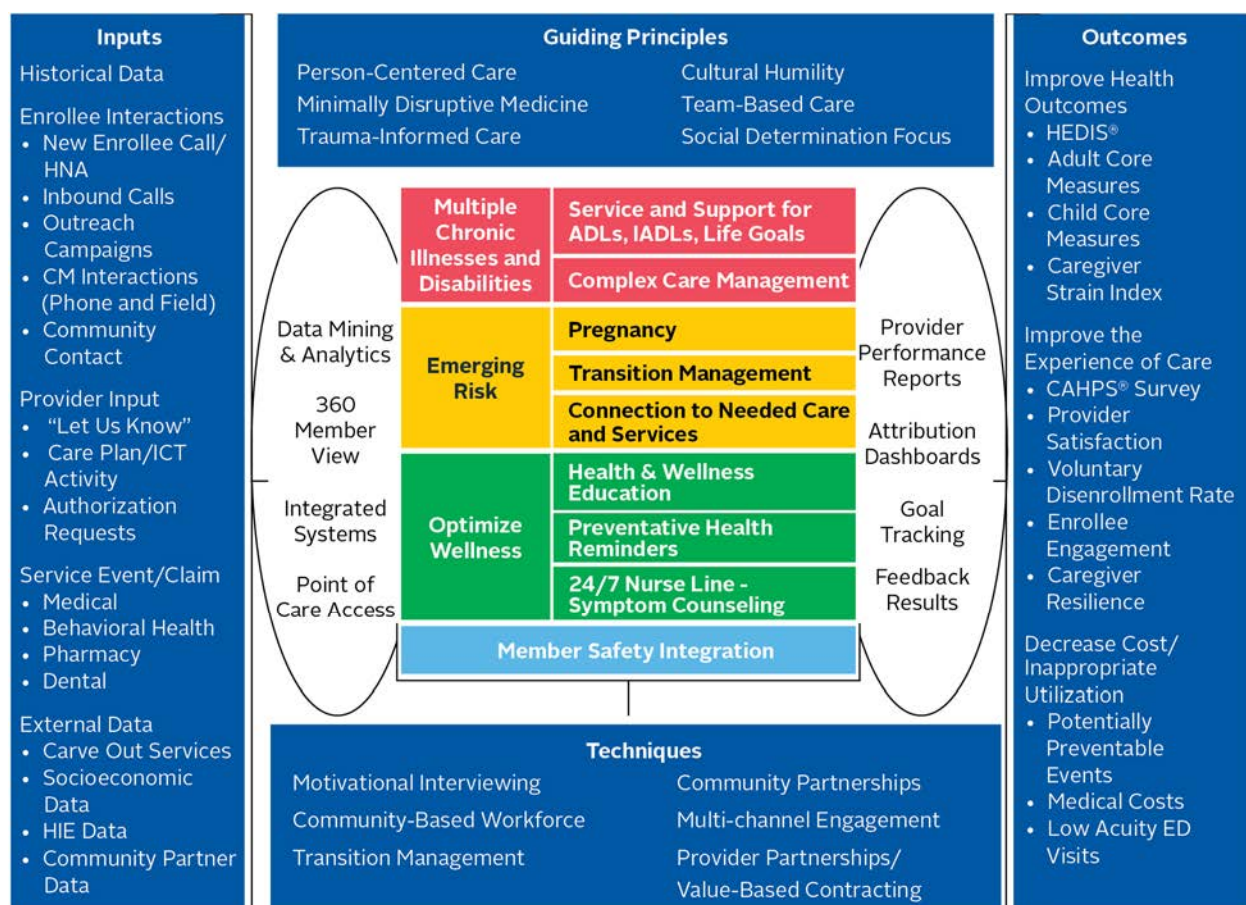 Inputs
Historical Data
Enrollee Interactions
• New Enrollee Call/
HNA
• Inbound Calls
• Outreach
Campaigns
• CM Interactions
(Phone and Field)
• Community
Contact
Provider Input
• “Let Us Know”
• Care Plan/ICT
Activity
• Authorization
Requests
Service Event/Claim
• Medical
• Behavioral Health
• Pharmacy
• Dental
External Data
• Carve Out Services
• Socioeconomic
Data
• HIE Data
• Community Partner
Data
Guiding Principles
Person-Centered Care
Minimally Disruptive Medicine
Trauma-Informed Care
Cultural Humility
Team-Based Care
Social Determination Focus
Data Mining
& Analytics
360
Member
View
Integrated
Systems
Point of
Care Access
Multiple
Chronic
Illnesses and
Disabilities
Service and Support for
ADLs, IADLs, Life Goals
Complex Care Management
Emerging
Risk
Pregnancy
Transition Management
Connection to Needed Care
and Services
Optimize
Wellness
Health & Wellness
Education
Preventative Health
Reminders
24/7 Nurse Line -
Symptom Counseling
Member Safety Integration
Provider
Performance
Reports
Attribution
Dashboards
Goal
Tracking
Feedback
Results
Techniques
Motivational Interviewing
Community-Based Workforce
Transition Management
Community Partnerships
Multi-channel Engagement
Provider Partnerships/
Value-Based Contracting
Outcomes
Improve Health
Outcomes
• HEDIS®
• Adult Core
Measures
• Child Core
Measures
• Caregiver
Strain Index
Improve the
Experience of Care
• CAHPS® Survey
• Provider
Satisfaction
• Voluntary
Disenrollment Rate
• Enrollee
Engagement
• Caregiver
Resilience
Decrease Cost/
Inappropriate
Utilization
• Potentially
Preventable
Events
• Medical Costs
• Low Acuity ED
Visits